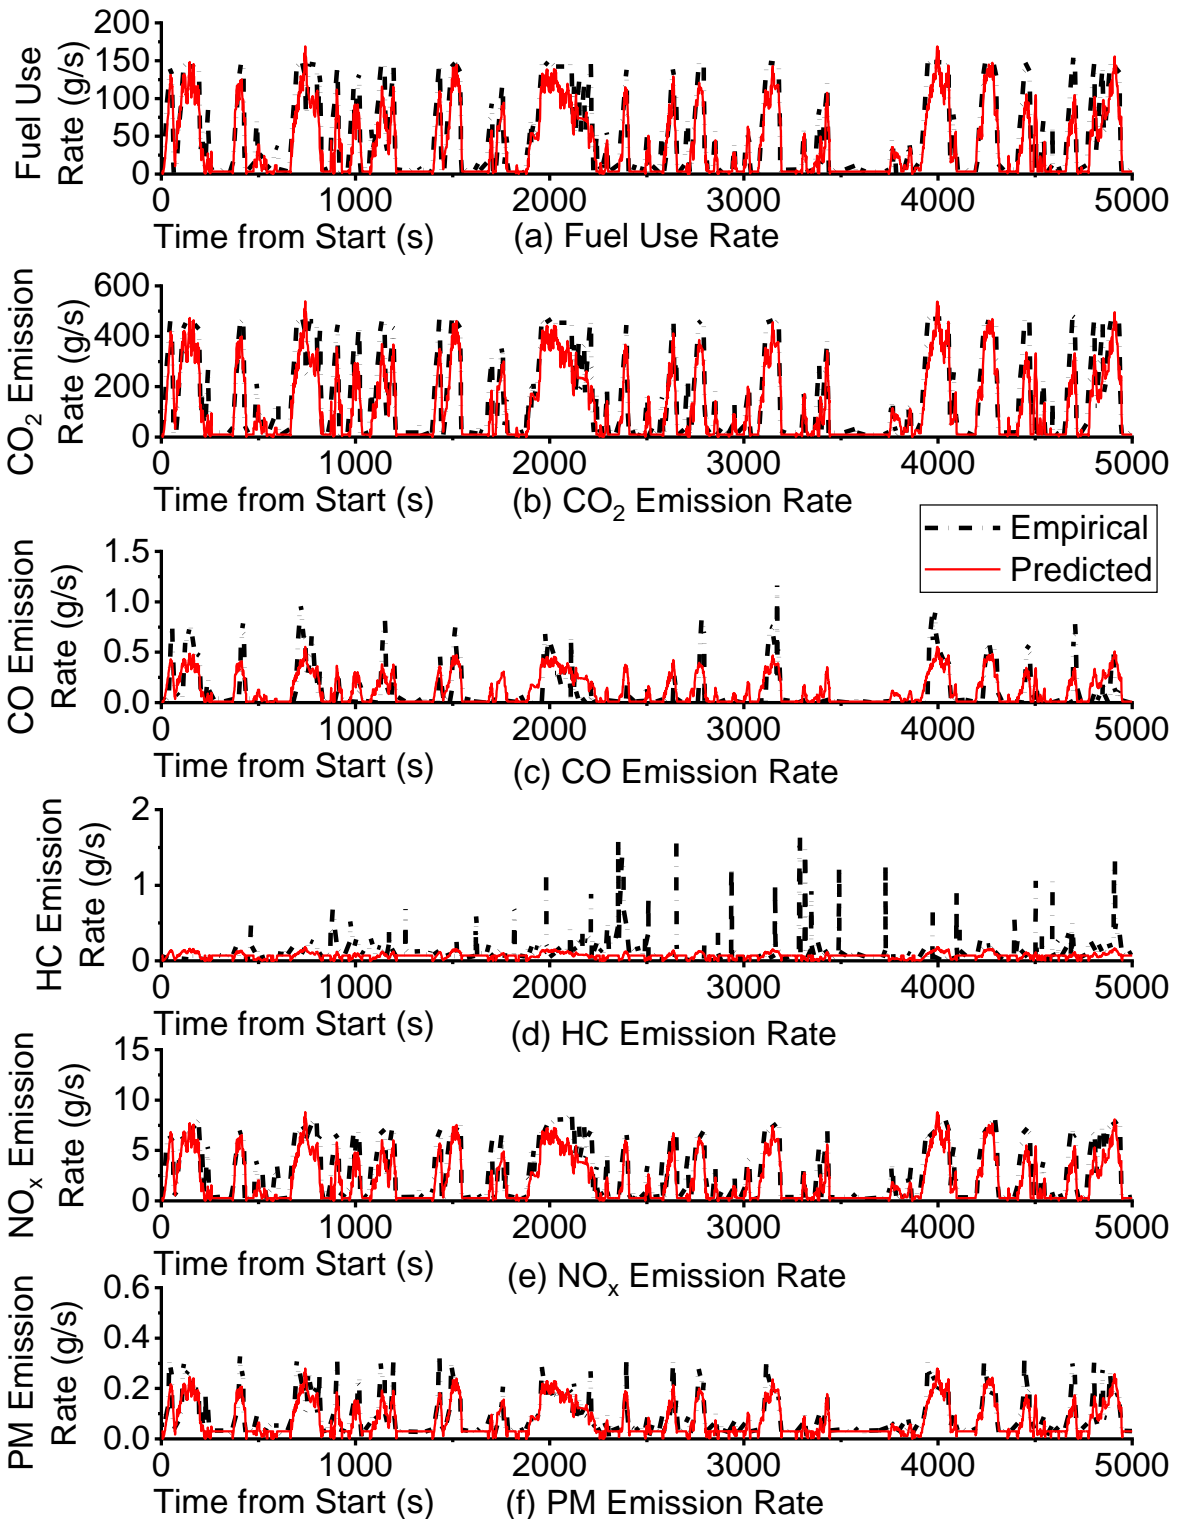 Fuel Use
Rate (g/s)
200
150
100
50
0
0 1000 2000 3000 4000 5000
Time from Start (s)
(a) Fuel Use Rate
CO2 Emission
Rate (g/s)
600
400
200
0
0 1000 2000 3000 4000 5000
Time from Start (s)
(b) CO2 Emission Rate
Empirical
Predicted
CO Emission
Rate (g/s)
1.5
1.0
0.5
0.0
0 1000 2000 3000 4000 5000
Time from Start (s)
(c) CO Emission Rate
HC Emission
Rate (g/s)
2
1
0
0 1000 2000 3000 4000 5000
Time from Start (s)
(d) HC Emission Rate
NOx Emission
Rate (g/s)
15
10
5
0
0 1000 2000 3000 4000 5000
Time from Start (s)
(e) NOx Emission Rate
PM Emission
Rate (g/s)
0.6
0.4
0.2
0.0
0 1000 2000 3000 4000 5000
Time from Start (s)
(f) PM Emission Rate